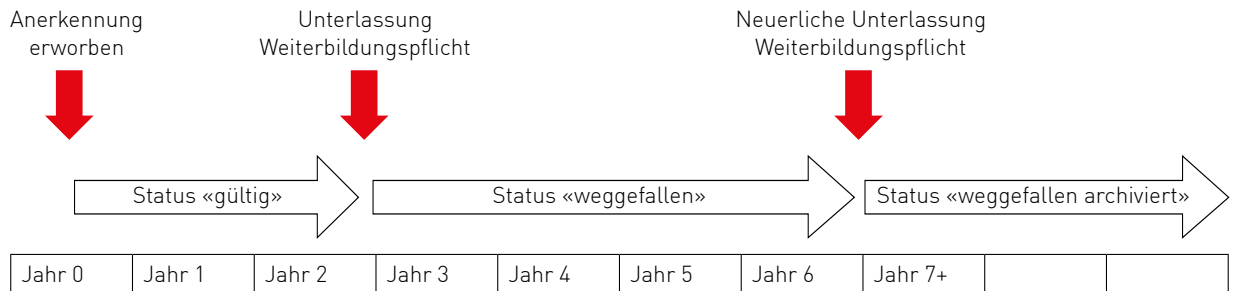 Anerkennung
erworben
Unterlassung
Weiterbildungspflicht
Neuerliche Unterlassung
Weiterbildungspflicht
Status «gültig»
Status «weggefallen»
Status «weggefallen archiviert»
Jahr 0 Jahr 1 Jahr 2 Jahr 3 Jahr 4 Jahr 5 Jahr 6 Jahr 7+